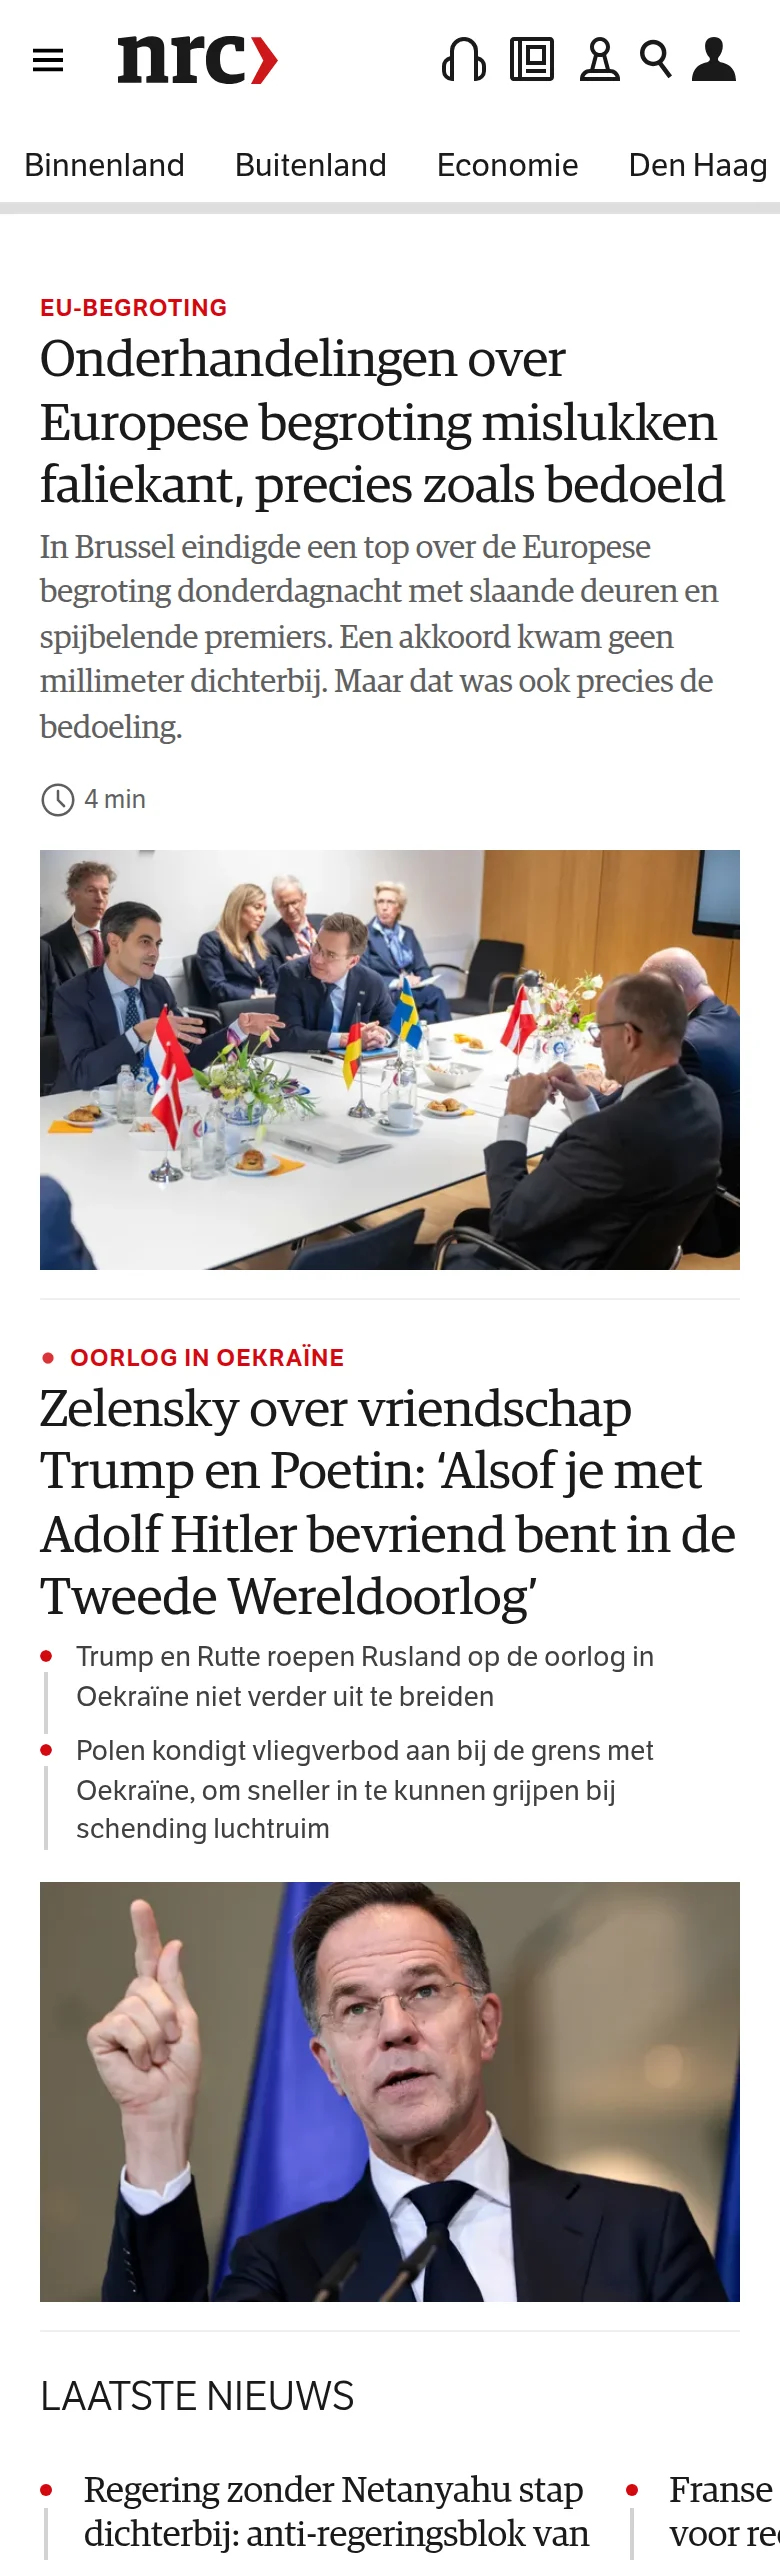 nrc
Binnenland Buitenland Economie Den Haag
EU-BEGROTING
Onderhandelingen over
Europese begroting mislukken
faliekant, precies zoals bedoeld
In Brussel eindigde een top over de Europese
begroting donderdagnacht met slaande deuren en
spijbelende premiers. Een akkoord kwam geen
millimeter dichterbij. Maar dat was ook precies de
bedoeling.
4 min
OORLOG IN OEKRAÏNE
Zelensky over vriendschap
Trump en Poetin: ‘Alsof je met
Adolf Hitler bevriend bent in de
Tweede Wereldoorlog’
Trump en Rutte roepen Rusland op de oorlog in
Oekraïne niet verder uit te breiden
Polen kondigt vliegverbod aan bij de grens met
Oekraïne, om sneller in te kunnen grijpen bij
schending luchtruim
LAATSTE NIEUWS
Regering zonder Netanyahu stap
dichterbij: anti-regeringsblok van
Franse
voor